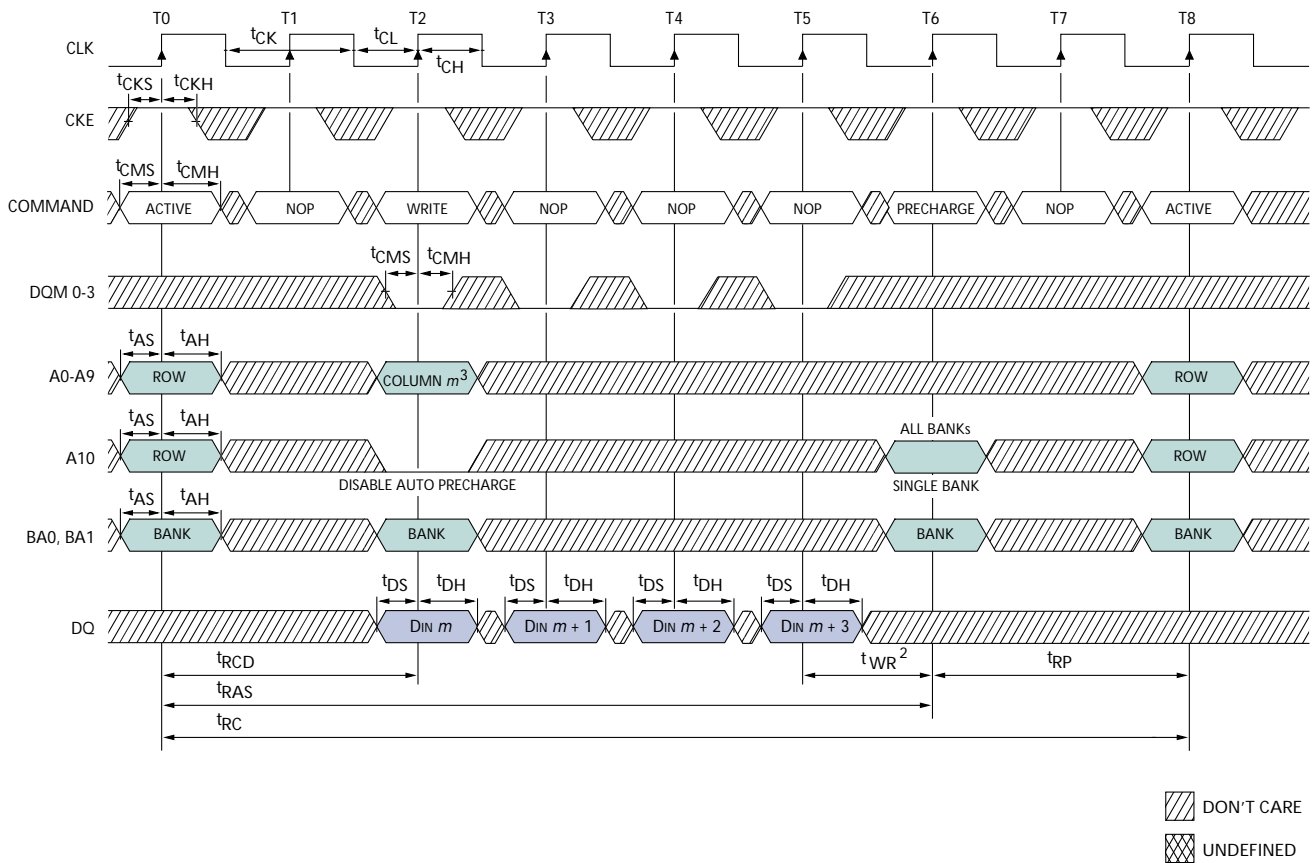 T0 T1 T2 T3 T4 T5 T6 T7 T8
CLK tCK tCL tCH
tCKS tCKH
CKE
tCMS tCMH
COMMAND ACTIVE NOP WRITE NOP NOP NOP PRECHARGE NOP ACTIVE
tCMS tCMH
DQM 0-3
tAS tAH
A0-A9 ROW COLUMN m3 ROW
tAS tAH ALL BANKs
A10 ROW ROW
DISABLE AUTO PRECHARGE SINGLE BANK
tAS tAH
BA0, BA1 BANK BANK BANK BANK
tDS tDH tDS tDH tDS tDH tDS tDH
DQ DIN m DIN m + 1 DIN m + 2 DIN m + 3
tRCD tWR2 tRP
tRAS
tRC
DON'T CARE
UNDEFINED